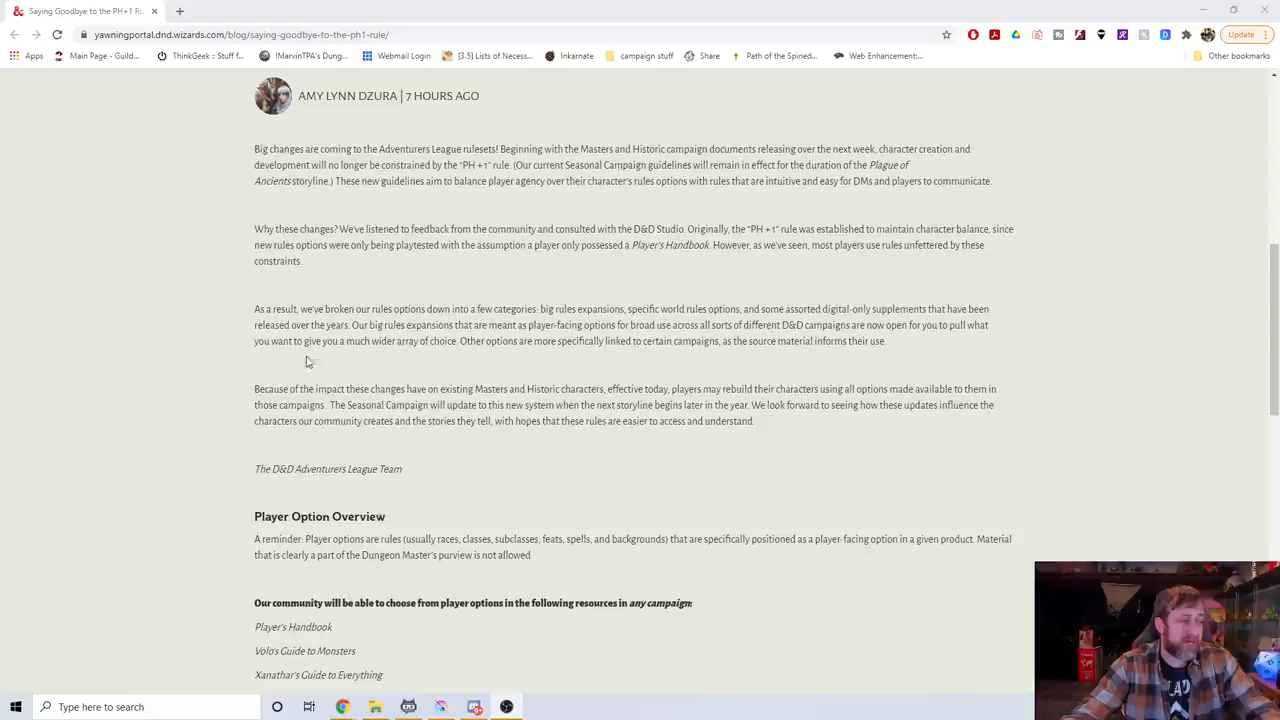 Saying Goodbye to the PH+1 Ru
yawningportal.dnd.wizards.com/blog/saying-goodbye-to-the-ph1-rule/
Update
Apps
Main Page - Guild...
ThinkGeek :: Stuff f...
!MarvinTPA's Dung...
Webmail Login
[3.5] Lists of Necess...
Inkarnate
campaign stuff
Share
Path of the Spined...
Web Enhancement:...
Other bookmarks
AMY LYNN DZURA | 7 HOURS AGO
Big changes are coming to the Adventurers League rulesets! Beginning with the Masters and Historic campaign documents releasing over the next week, character creation and
development will no longer be constrained by the "PH + 1" rule. (Our current Seasonal Campaign guidelines will remain in effect for the duration of the Plague of
Ancients storyline.) These new guidelines aim to balance player agency over their character's rules options with rules that are intuitive and easy for DMs and players to communicate.
Why these changes? We've listened to feedback from the community and consulted with the D&D Studio. Originally, the "PH + 1" rule was established to maintain character balance, since
new rules options were only being playtested with the assumption a player only possessed a Player's Handbook. However, as we've seen, most players use rules unfettered by these
constraints.
As a result, we've broken our rules options down into a few categories: big rules expansions, specific world rules options, and some assorted digital-only supplements that have been
released over the years. Our big rules expansions that are meant as player-facing options for broad use across all sorts of different D&D campaigns are now open for you to pull what
you want to give you a much wider array of choice. Other options are more specifically linked to certain campaigns, as the source material informs their use.
Because of the impact these changes have on existing Masters and Historic characters, effective today, players may rebuild their characters using all options made available to them in
those campaigns . The Seasonal Campaign will update to this new system when the next storyline begins later in the year. We look forward to seeing how these updates influence the
characters our community creates and the stories they tell, with hopes that these rules are easier to access and understand.
The D&D Adventurers League Team
Player Option Overview
A reminder: Player options are rules (usually races, classes, subclasses, feats, spells, and backgrounds) that are specifically positioned as a player-facing option in a given product. Material
that is clearly a part of the Dungeon Master's purview is not allowed.
Our community will be able to choose from player options in the following resources in any campaign:
Player's Handbook
Volo's Guide to Monsters
Xanathar's Guide to Everything
Type here to search